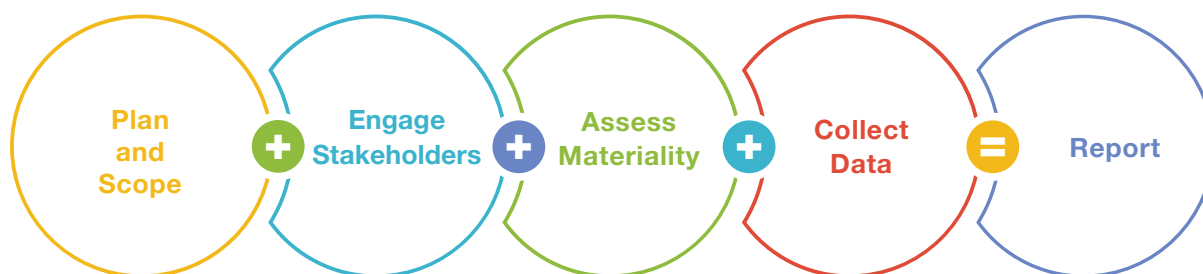 Plan
and
Scope
+
Engage
Stakeholders
+
Assess
Materiality
+
Collect
Data
=
Report